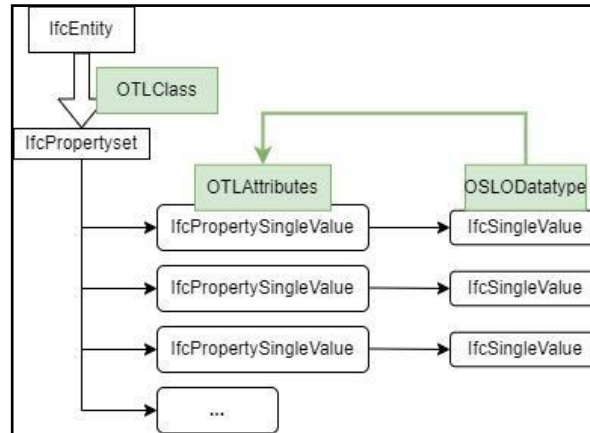 IfcEntity
OTLClass
IfcPropertyset
OTLAttributes
OSLODatatype
IfcPropertySingleValue
IfcSingleValue
IfcPropertySingleValue
IfcSingleValue
IfcPropertySingleValue
IfcSingleValue
...